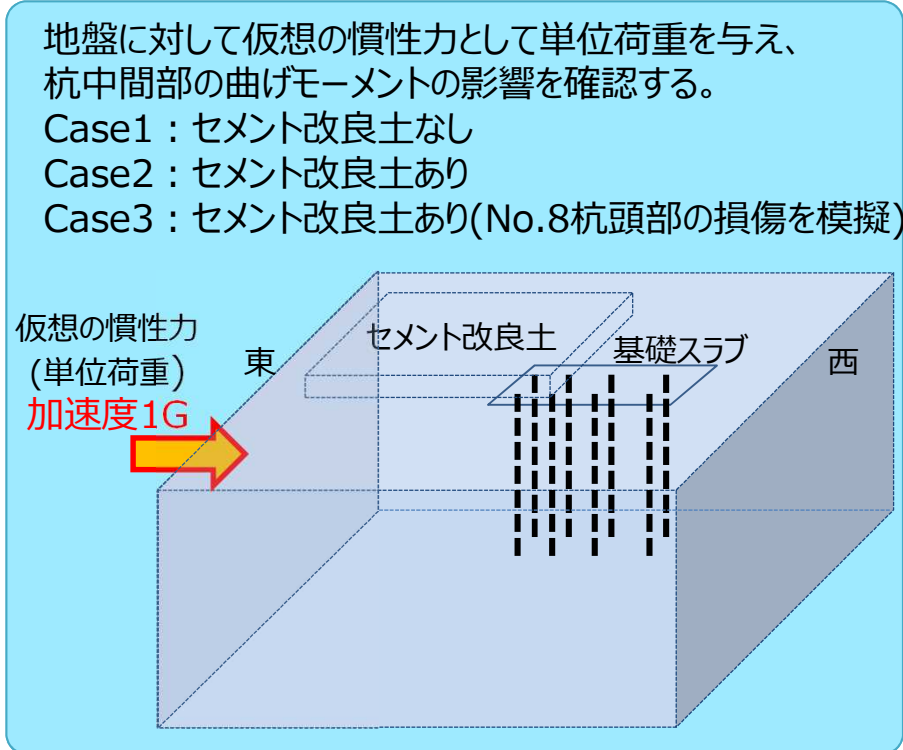 地盤に対して仮想の慣性力として単位荷重を与え、
杭中間部の曲げモーメントの影響を確認する。
Case1：セメント改良土なし
Case2：セメント改良土あり
Case3：セメント改良土あり(No.8杭頭部の損傷を模擬)
仮想の慣性力
(単位荷重)
加速度1G
東
セメント改良土
基礎スラブ
西